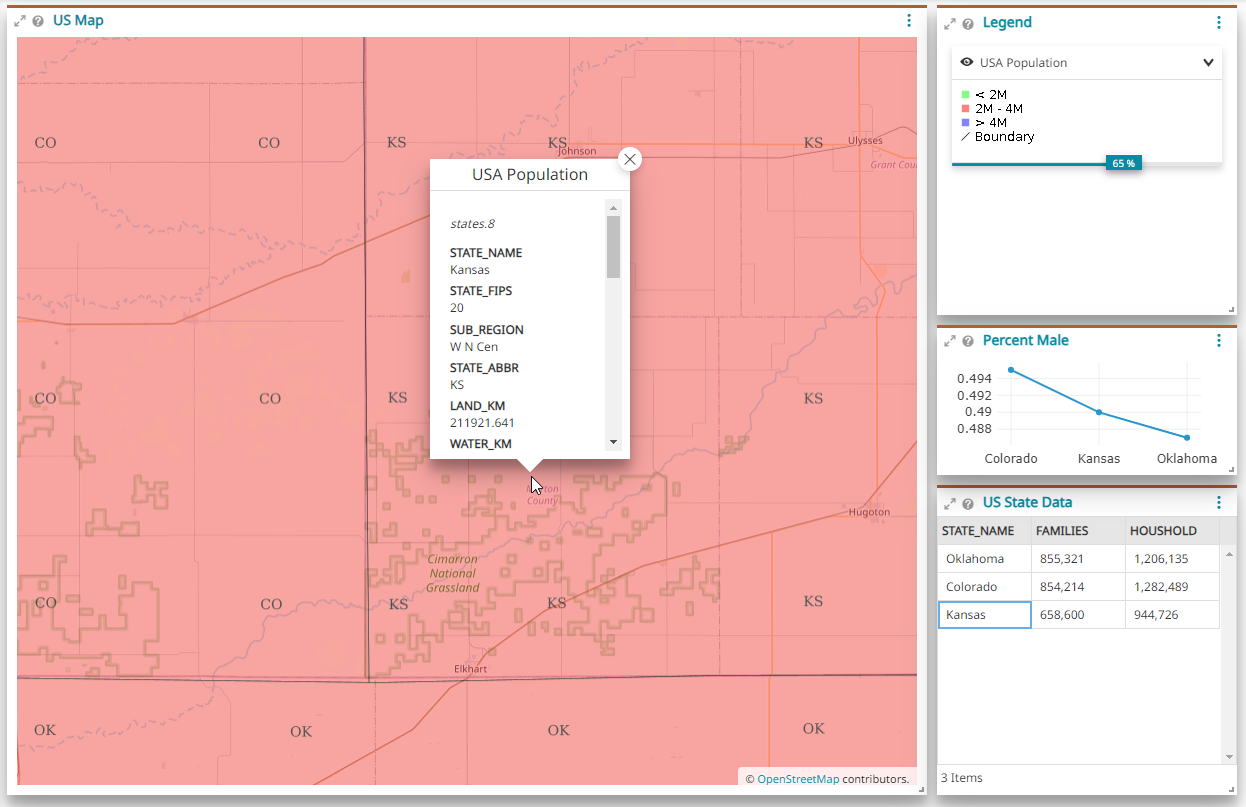 US Map
CO
CO
KS
KS
Johnson
KS
Ulysses
Grant Cou
USA Population
states.8
STATE_NAME
Kansas
STATE_FIPS
20
SUB_REGION
W N Cen
STATE_ABBR
KS
LAND_KM
211921.641
WATER_KM
CO
CO
KS
KS
Morton
County
Hugoton
Cimarron
National
Grassland
CO
CO
KS
KS
KS
Elkhart
OK
OK
OK
OK
© OpenStreetMap contributors.
Legend
USA Population
< 2M
2M - 4M
> 4M
Boundary
65 %
Percent Male
0.494
0.492
0.49
0.488
Colorado Kansas Oklahoma
US State Data
STATE_NAME FAMILIES HOUSHOLD
Oklahoma 855,321 1,206,135
Colorado 854,214 1,282,489
Kansas 658,600 944,726
3 Items